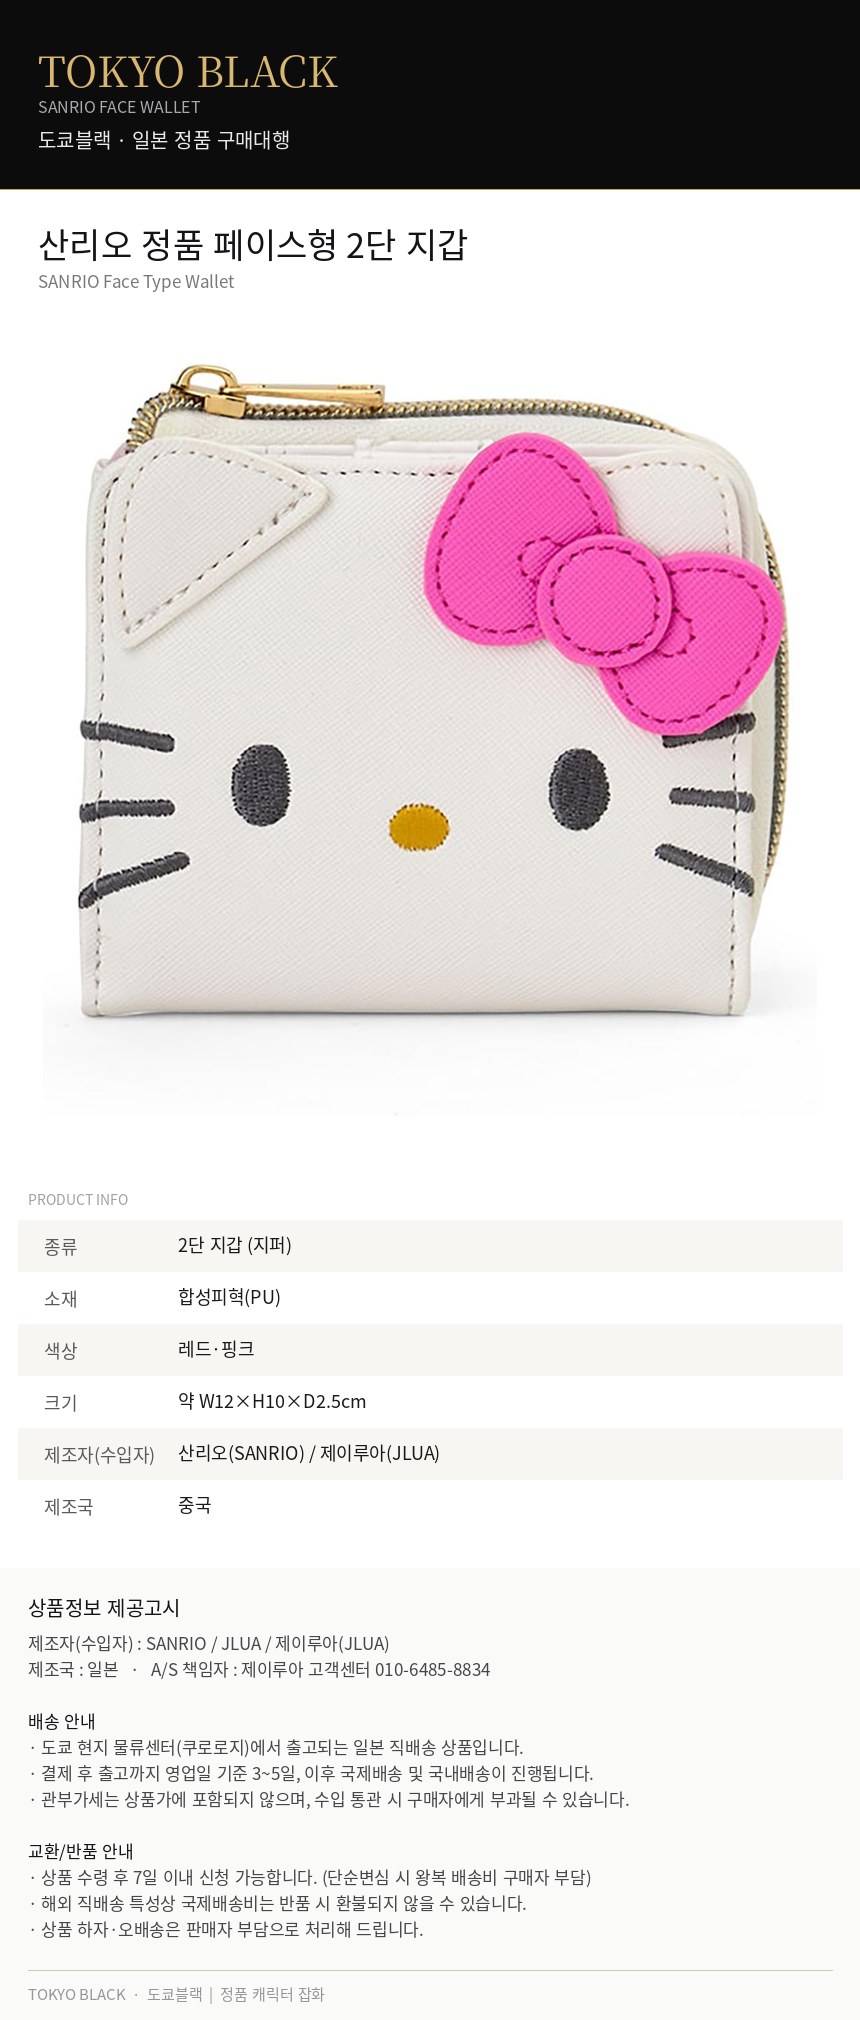 TOKYO BLACK
SANRIO FACE WALLET
도쿄블랙 · 일본 정품 구매대행
산리오 정품 페이스형 2단 지갑
SANRIO Face Type Wallet
PRODUCT INFO
종류 2단 지갑 (지퍼)
소재 합성피혁(PU)
색상 레드·핑크
크기 약 W12×H10×D2.5cm
제조자(수입자) 산리오(SANRIO) / 제이루아(JLUA)
제조국 중국
상품정보 제공고시
제조자(수입자) : SANRIO / JLUA / 제이루아(JLUA)
제조국 : 일본 · A/S 책임자 : 제이루아 고객센터 010-6485-8834
배송 안내
· 도쿄 현지 물류센터(쿠로로지)에서 출고되는 일본 직배송 상품입니다.
· 결제 후 출고까지 영업일 기준 3~5일, 이후 국제배송 및 국내배송이 진행됩니다.
· 관부가세는 상품가에 포함되지 않으며, 수입 통관 시 구매자에게 부과될 수 있습니다.
교환/반품 안내
· 상품 수령 후 7일 이내 신청 가능합니다. (단순변심 시 왕복 배송비 구매자 부담)
· 해외 직배송 특성상 국제배송비는 반품 시 환불되지 않을 수 있습니다.
· 상품 하자·오배송은 판매자 부담으로 처리해 드립니다.
TOKYO BLACK · 도쿄블랙 | 정품 캐릭터 잡화